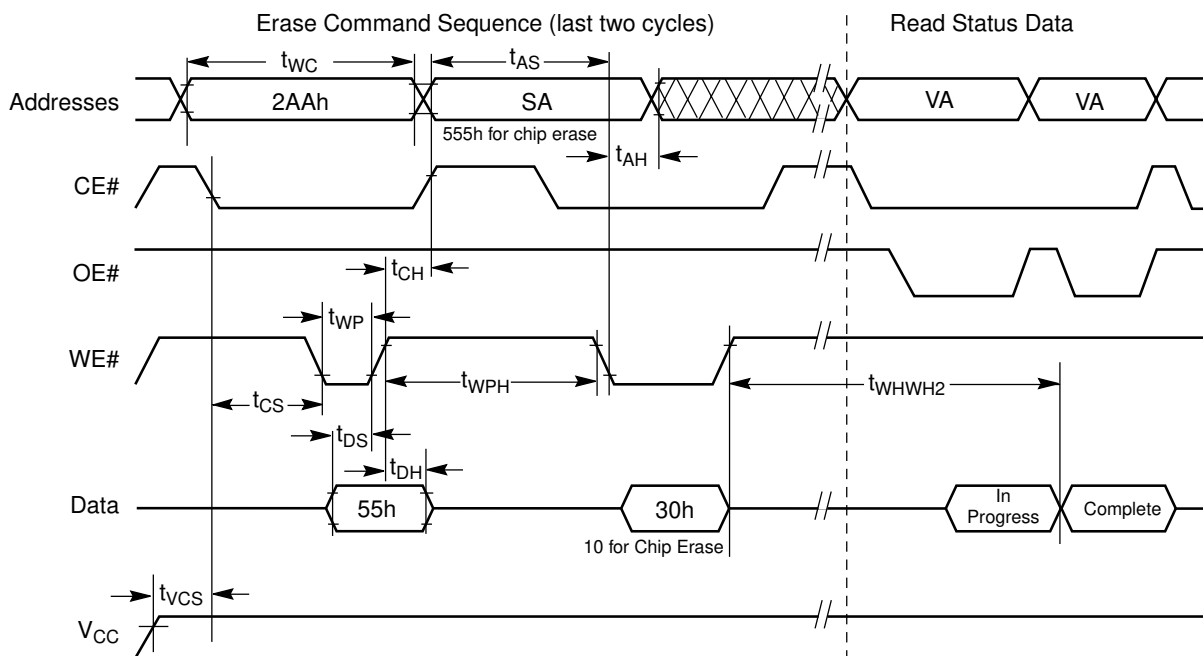 Erase Command Sequence (last two cycles)
Read Status Data
tWC
tAS
Addresses
2AAh
SA
VA
VA
555h for chip erase
tAH
CE#
OE#
tCH
tWP
WE#
tWPH
tWHWH2
tCS
tDS
tDH
Data
55h
30h
In
Progress
Complete
10 for Chip Erase
tVCS
VCC